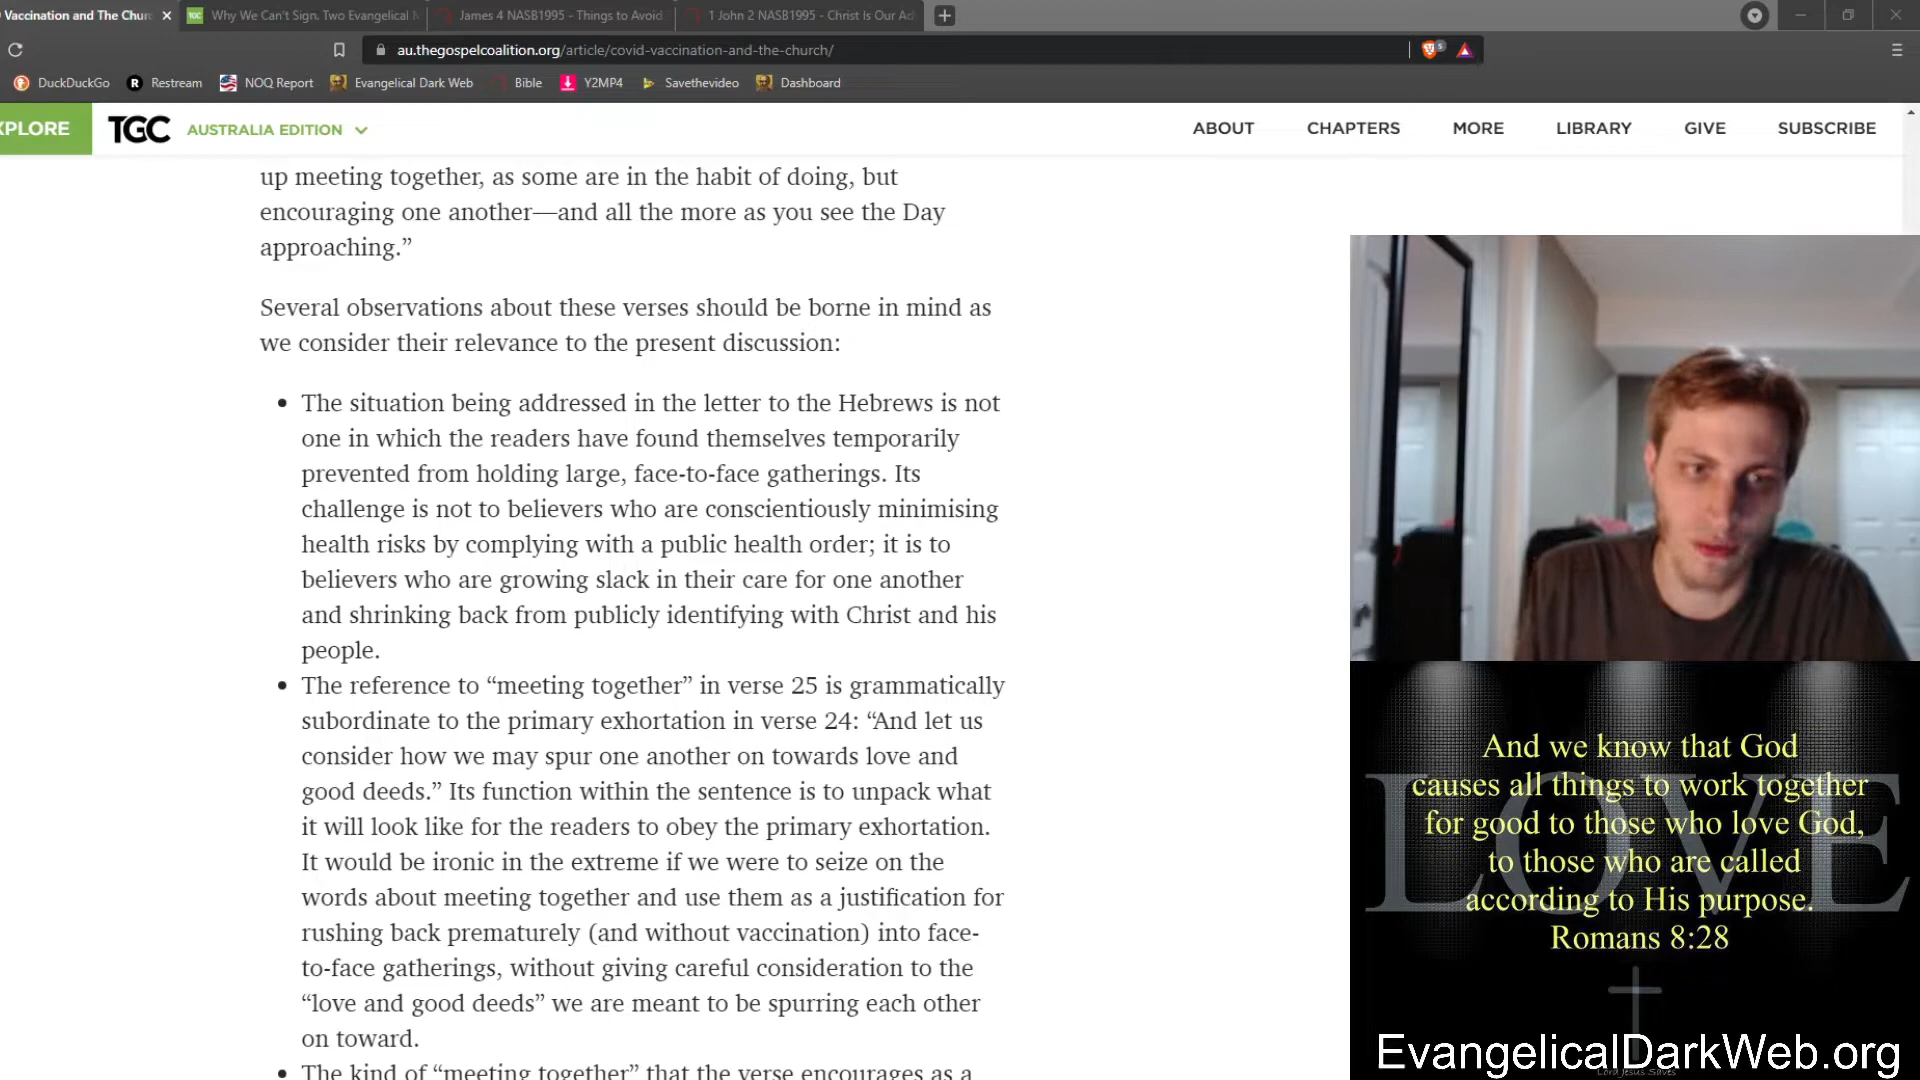 Vaccination and The Churc
Why We Can't Sign. Two Evangelical
James 4 NASB1995 - Things to Avoid
1 John 2 NASB1995 - Christ Is Our Ad
au.thegospelcoalition.org/article/covid-vaccination-and-the-church/
5
DuckDuckGo
Restream
NOQ Report
Evangelical Dark Web
Bible
Y2MP4
Savethevideo
Dashboard
XPLORE
TGC
AUSTRALIA EDITION
ABOUT
CHAPTERS
MORE
LIBRARY
GIVE
SUBSCRIBE
up meeting together, as some are in the habit of doing, but
encouraging one another—and all the more as you see the Day
approaching.”
Several observations about these verses should be borne in mind as
we consider their relevance to the present discussion:
• The situation being addressed in the letter to the Hebrews is not
one in which the readers have found themselves temporarily
prevented from holding large, face-to-face gatherings. Its
challenge is not to believers who are conscientiously minimising
health risks by complying with a public health order; it is to
believers who are growing slack in their care for one another
and shrinking back from publicly identifying with Christ and his
people.
• The reference to “meeting together” in verse 25 is grammatically
subordinate to the primary exhortation in verse 24: “And let us
consider how we may spur one another on towards love and
good deeds.” Its function within the sentence is to unpack what
it will look like for the readers to obey the primary exhortation.
It would be ironic in the extreme if we were to seize on the
words about meeting together and use them as a justification for
rushing back prematurely (and without vaccination) into face-
to-face gatherings, without giving careful consideration to the
“love and good deeds” we are meant to be spurring each other
on toward.
• The kind of “meeting together” that the verse encourages as a
LOVE
And we know that God
causes all things to work together
for good to those who love God,
to those who are called
according to His purpose.
Romans 8:28
EvangelicalDarkWeb.org
Lord Jesus Saves